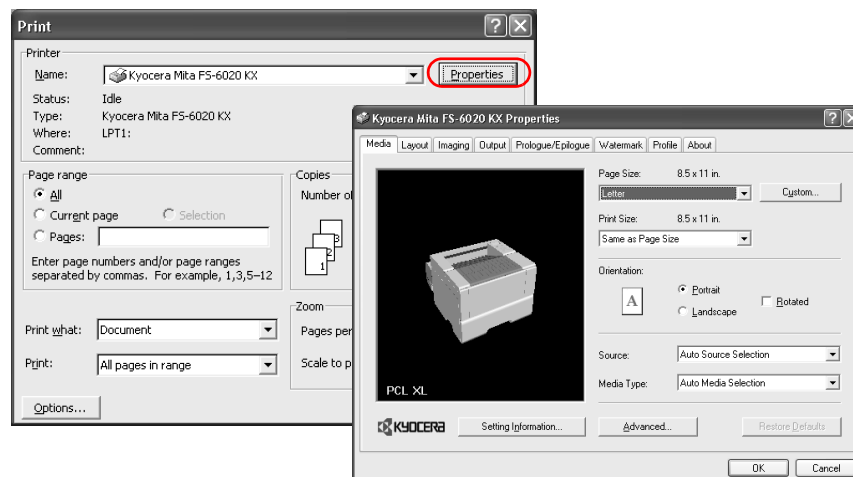 Print
Printer
Name: Kyocera Mita FS-6020 KX Properties
Status: Idle
Type: Kyocera Mita FS-6020 KX
Where: LPT1:
Comment:
Page range
All
Current page Selection
Pages:
Enter page numbers and/or page ranges
separated by commas. For example, 1,3,5–12
Copies
Number
3
2
1
Zoom
Pages per
Scale to
Print what: Document
Print: All pages in range
Options...
Kyocera Mita FS-6020 KX Properties
Media Layout Imaging Output Prologue/Epilogue Watermark Profile About
PCL XL
Page Size: 8.5 x 11 in.
Letter Custom...
Print Size: 8.5 x 11 in.
Same as Page Size
Orientation:
A
Portrait
Landscape
Rotated
Source: Auto Source Selection
Media Type: Auto Media Selection
KYOCERA Setting Information... Advanced... Restore Defaults
OK Cancel